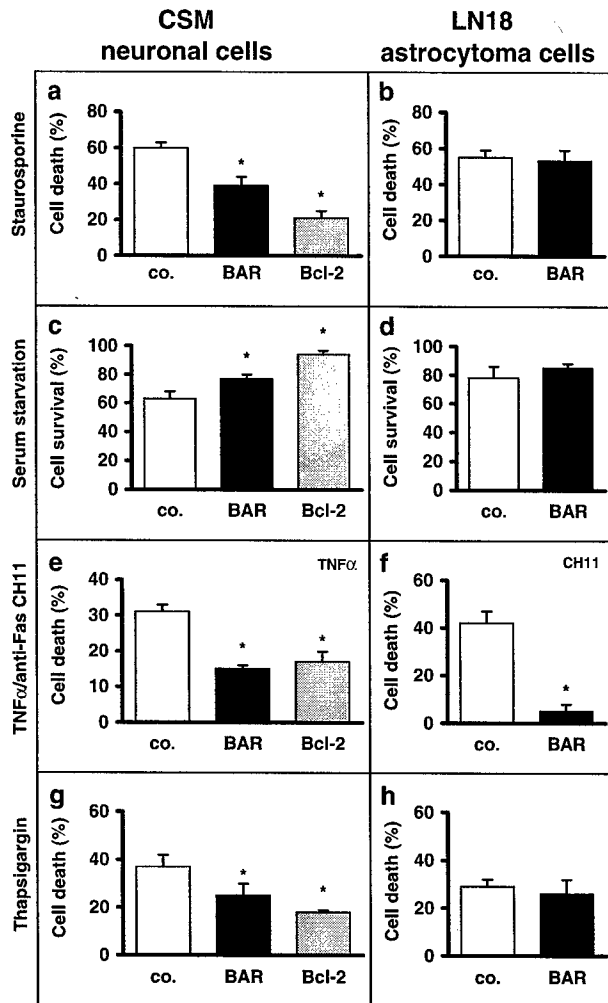 CSM
neuronal cells
LN18
astrocytoma cells
Staurosporine
a
Cell death (%)
80
60
40
20
0
*
*
co. BAR Bcl-2
b
Cell death (%)
80
60
40
20
0
co. BAR
Serum starvation
c
Cell survival (%)
100
80
60
40
20
0
*
*
co. BAR Bcl-2
d
Cell survival (%)
100
80
60
40
20
0
co. BAR
TNFα/anti-Fas CH11
e
TNFα
Cell death (%)
40
30
20
10
0
*
*
co. BAR Bcl-2
f
CH11
Cell death (%)
60
40
20
0
*
co. BAR
Thapsigargin
g
Cell death (%)
60
40
20
0
*
*
co. BAR Bcl-2
h
Cell death (%)
60
40
20
0
co. BAR